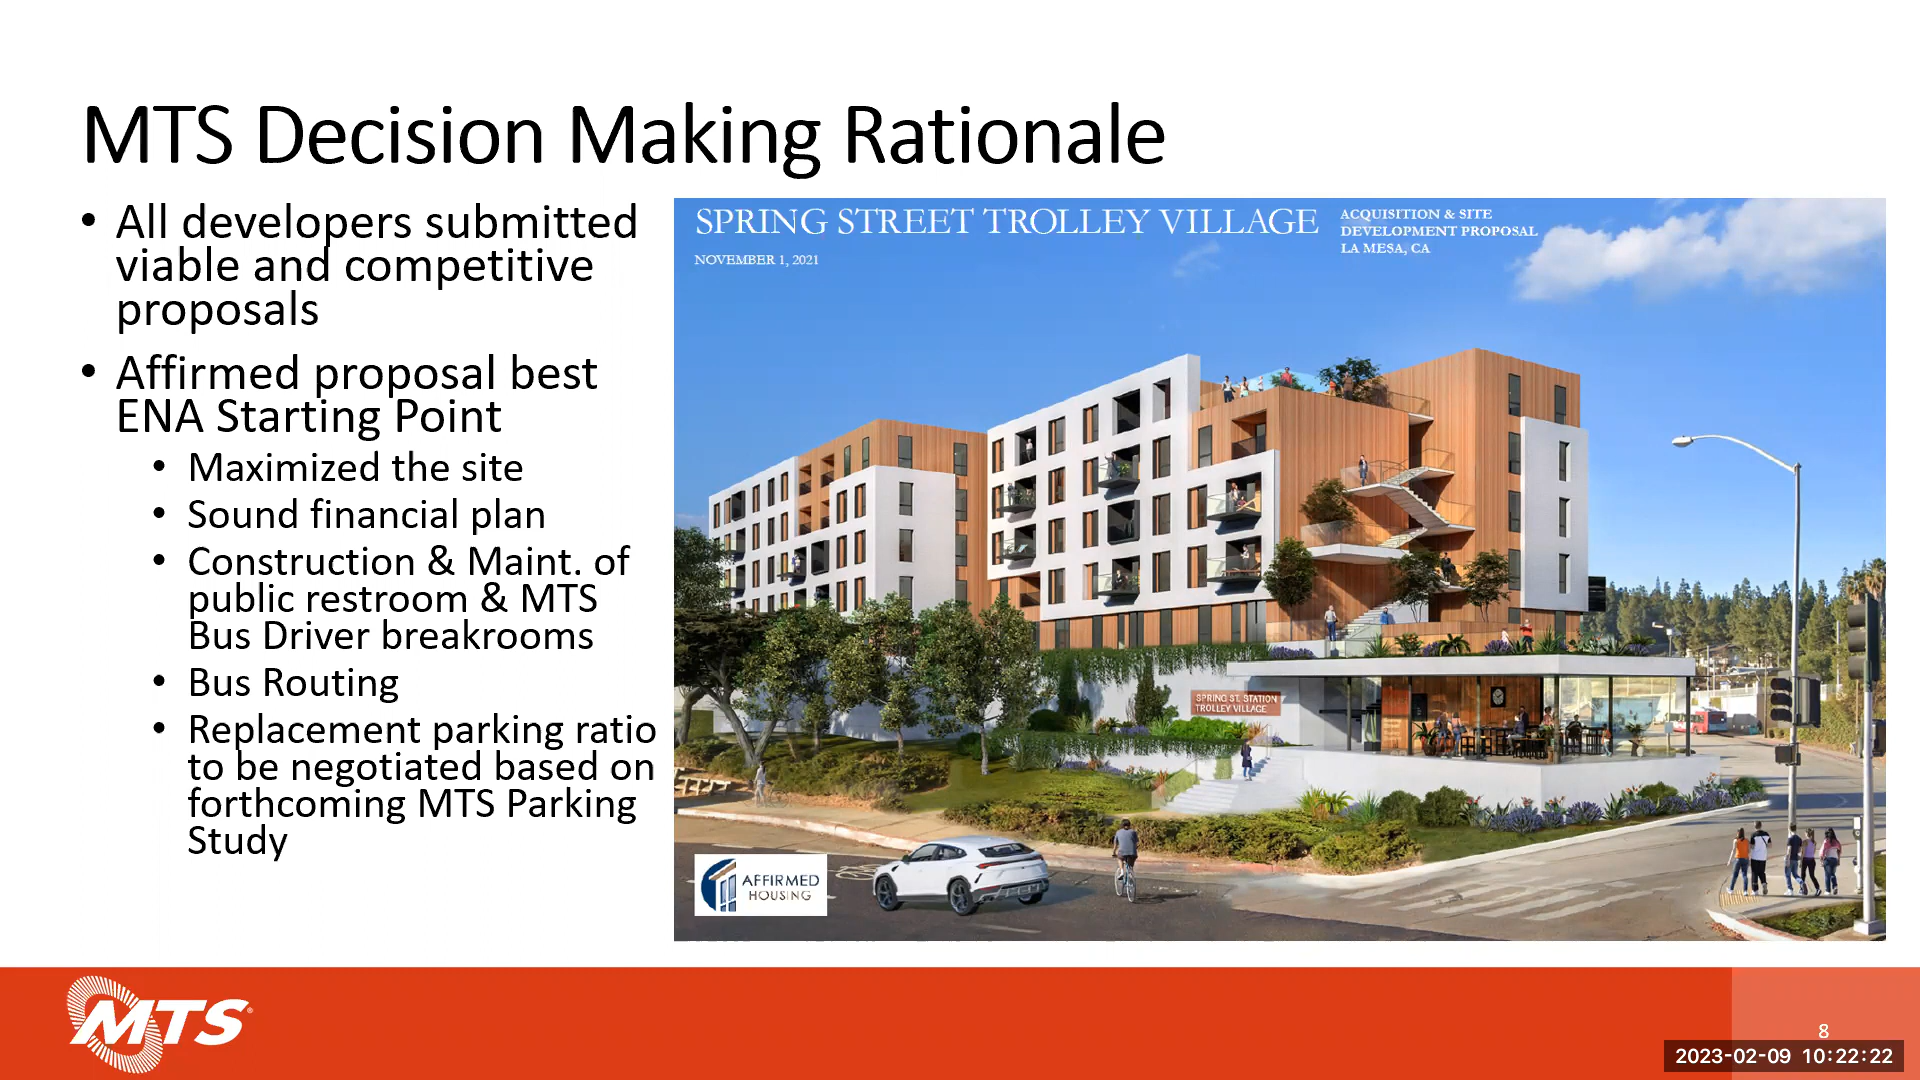 MTS Decision Making Rationale
• All developers submitted
viable and competitive
proposals
• Affirmed proposal best
ENA Starting Point
• Maximized the site
• Sound financial plan
• Construction & Maint. of
public restroom & MTS
Bus Driver breakrooms
• Bus Routing
• Replacement parking ratio
to be negotiated based on
forthcoming MTS Parking
Study
SPRING STREET TROLLEY VILLAGE
NOVEMBER 1, 2021
ACQUISITION & SITE
DEVELOPMENT PROPOSAL
LA MESA, CA
SPRING ST. STATION
TROLLEY VILLAGE
AFFIRMED
HOUSING
MTS®
8
2023-02-09 10:22:22